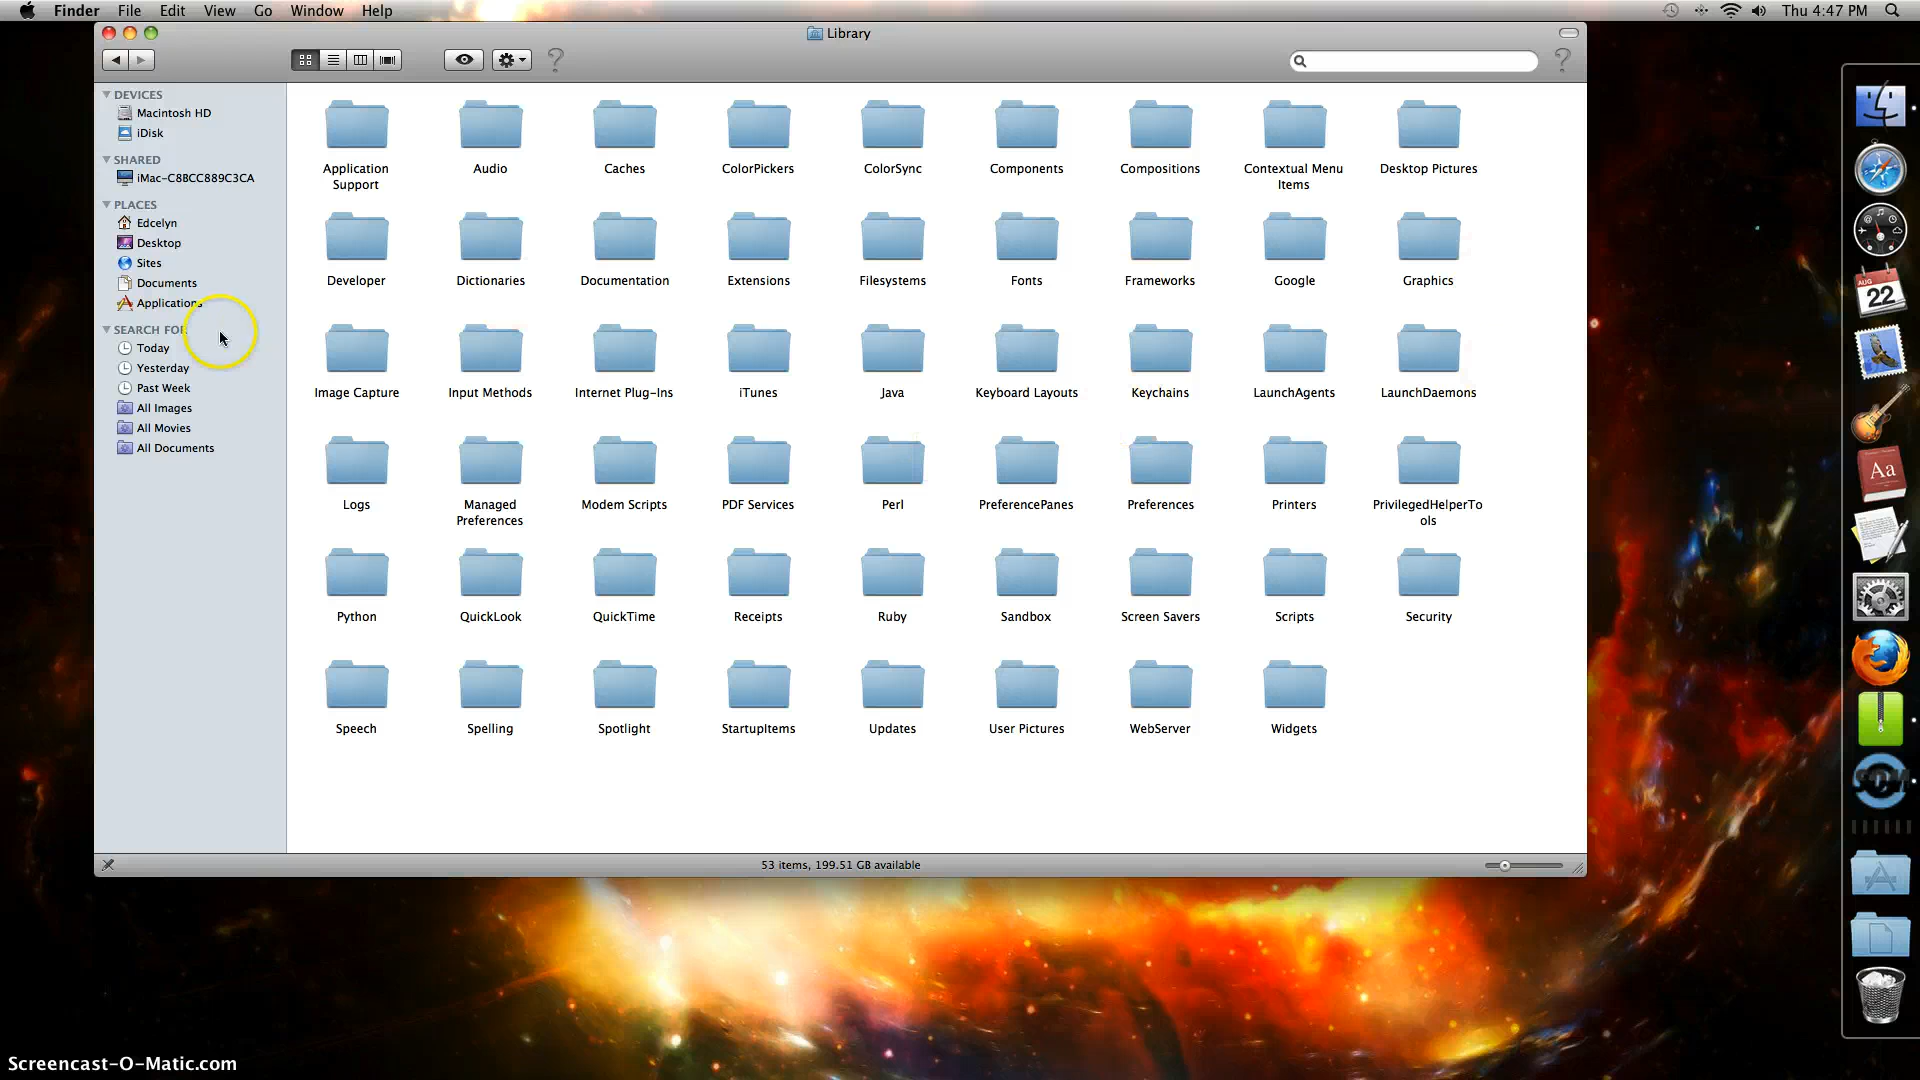 Finder File Edit View Go Window Help
Thu 4:47 PM
Library
DEVICES
Macintosh HD
iDisk
SHARED
iMac-C8BCC889C3CA
PLACES
Edcelyn
Desktop
Sites
Documents
Applications
SEARCH FOR
Today
Yesterday
Past Week
All Images
All Movies
All Documents
Application Support
Audio
Caches
ColorPickers
ColorSync
Components
Compositions
Contextual Menu Items
Desktop Pictures
Developer
Dictionaries
Documentation
Extensions
Filesystems
Fonts
Frameworks
Google
Graphics
Image Capture
Input Methods
Internet Plug-Ins
iTunes
Java
Keyboard Layouts
Keychains
LaunchAgents
LaunchDaemons
Logs
Managed Preferences
Modem Scripts
PDF Services
Perl
PreferencePanes
Preferences
Printers
PrivilegedHelperTools
Python
QuickLook
QuickTime
Receipts
Ruby
Sandbox
Screen Savers
Scripts
Security
Speech
Spelling
Spotlight
StartupItems
Updates
User Pictures
WebServer
Widgets
53 items, 199.51 GB available
AUG
22
Aa
SOM
Screencast-O-Matic.com